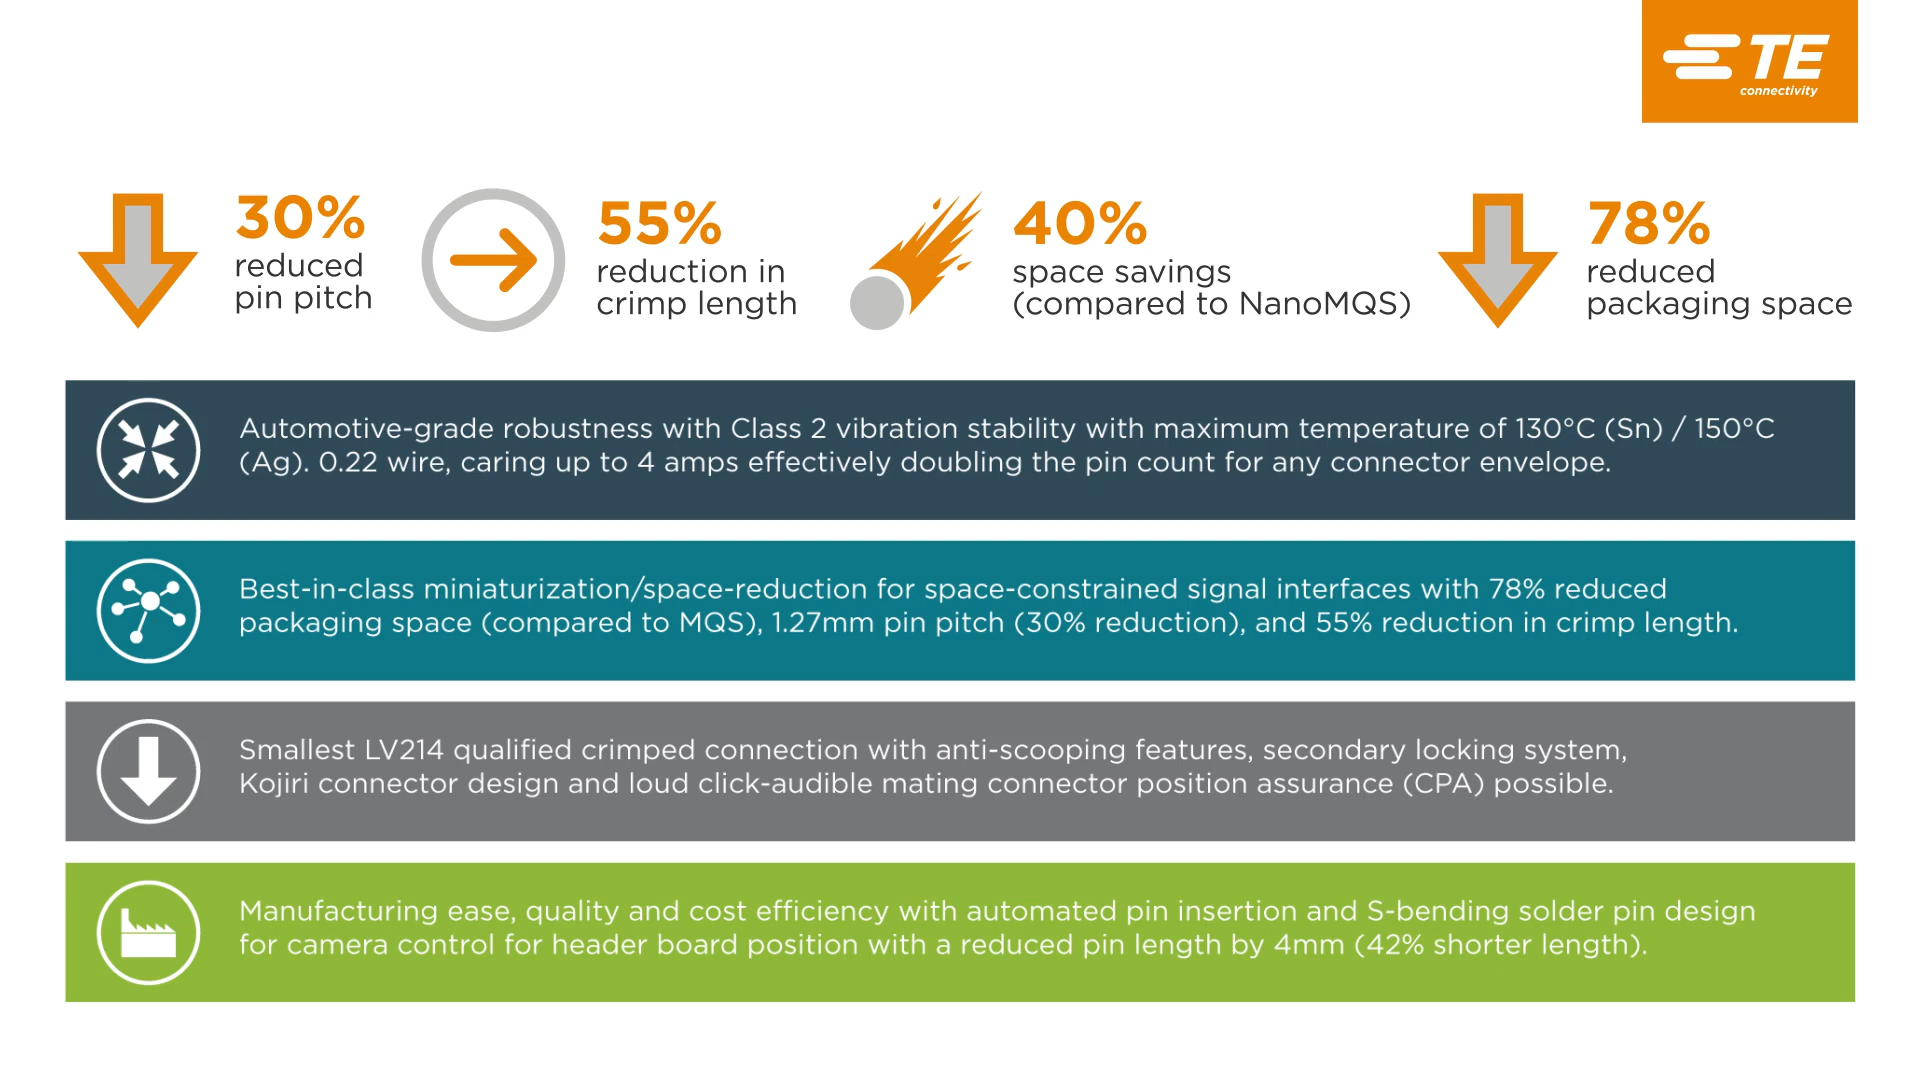 TE
connectivity
30%
reduced
pin pitch
55%
reduction in
crimp length
40%
space savings
(compared to NanoMQS)
78%
reduced
packaging space
Automotive-grade robustness with Class 2 vibration stability with maximum temperature of 130°C (Sn) / 150°C
(Ag). 0.22 wire, caring up to 4 amps effectively doubling the pin count for any connector envelope.
Best-in-class miniaturization/space-reduction for space-constrained signal interfaces with 78% reduced
packaging space (compared to MQS), 1.27mm pin pitch (30% reduction), and 55% reduction in crimp length.
Smallest LV214 qualified crimped connection with anti-scooping features, secondary locking system,
Kojiri connector design and loud click-audible mating connector position assurance (CPA) possible.
Manufacturing ease, quality and cost efficiency with automated pin insertion and S-bending solder pin design
for camera control for header board position with a reduced pin length by 4mm (42% shorter length).